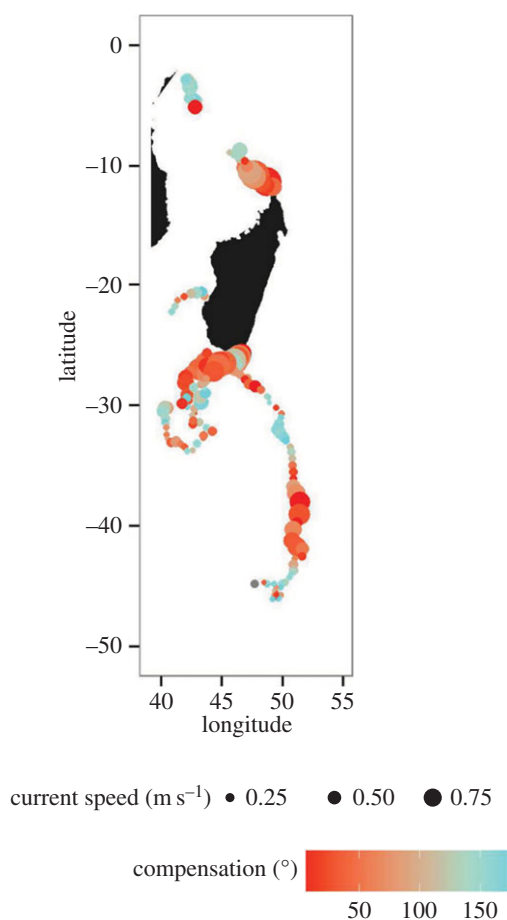 0
–10
–20
–30
–40
–50
latitude
40 45 50 55
longitude
current speed (m s–1) 0.25 0.50 0.75
compensation (°)
50 100 150